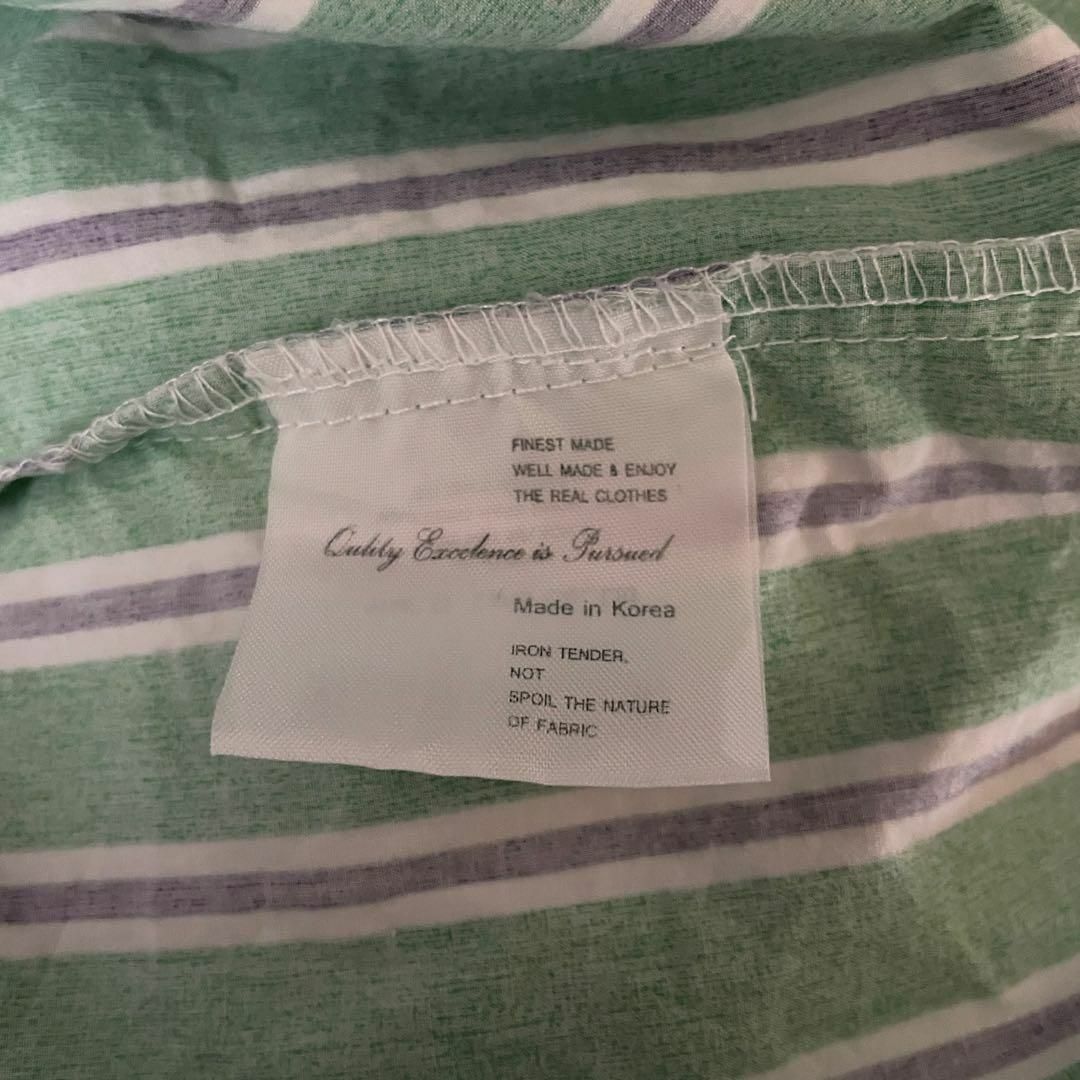 FINEST MADE
WELL MADE & ENJOY
THE REAL CLOTHES
Qulity Excelence is Pursued
Made in Korea
IRON TENDER,
NOT
SPOIL THE NATURE
OF FABRIC